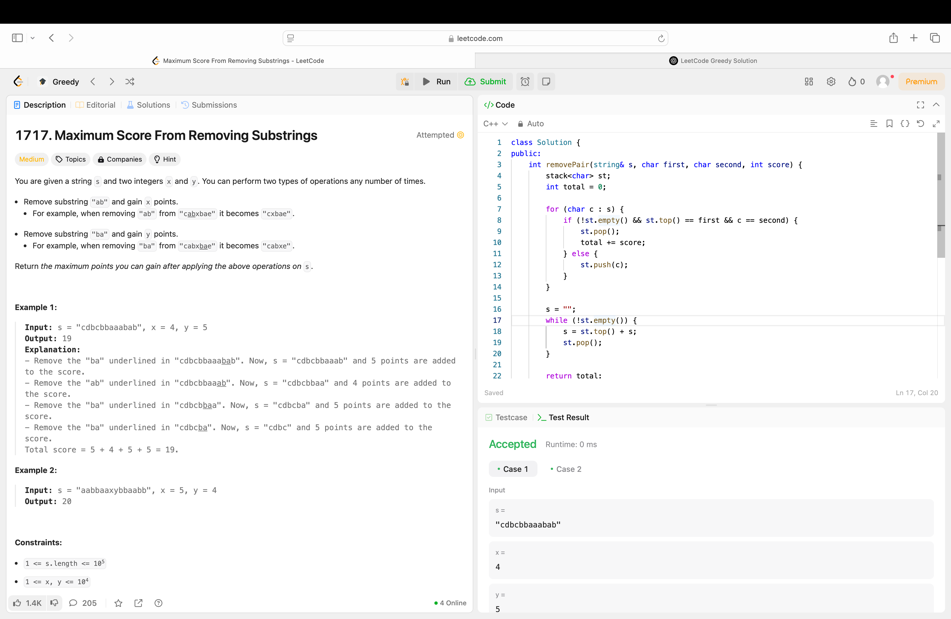 leetcode.com
Maximum Score From Removing Substrings - LeetCode
LeetCode Greedy Solution
Greedy
Run
Submit
0
Premium
Description
Editorial
Solutions
Submissions
1717. Maximum Score From Removing Substrings
Attempted
Medium
Topics
Companies
Hint
You are given a string s and two integers x and y. You can perform two types of operations any number of times.
• Remove substring "ab" and gain x points.
• For example, when removing "ab" from "cabxbae" it becomes "cxbae".
• Remove substring "ba" and gain y points.
• For example, when removing "ba" from "cabxbae" it becomes "cabxe".
Return the maximum points you can gain after applying the above operations on s.
Example 1:
Input: s = "cdbcbbaaabab", x = 4, y = 5
Output: 19
Explanation:
- Remove the "ba" underlined in "cdbcbbaaabab". Now, s = "cdbcbbaaab" and 5 points are added
to the score.
- Remove the "ab" underlined in "cdbcbbaaab". Now, s = "cdbcbbaa" and 4 points are added to
the score.
- Remove the "ba" underlined in "cdbcbbaa". Now, s = "cdbcba" and 5 points are added to the
score.
- Remove the "ba" underlined in "cdbcba". Now, s = "cdbc" and 5 points are added to the
score.
Total score = 5 + 4 + 5 + 5 = 19.
Example 2:
Input: s = "aabbaaxybbaabb", x = 5, y = 4
Output: 20
Constraints:
• 1 <= s.length <= 10⁵
• 1 <= x, y <= 10⁴
1.4K
205
4 Online
</> Code
C++
Auto
1 class Solution {
2 public:
3 int removePair(string& s, char first, char second, int score) {
4 stack<char> st;
5 int total = 0;
6
7 for (char c : s) {
8 if (!st.empty() && st.top() == first && c == second) {
9 st.pop();
10 total += score;
11 } else {
12 st.push(c);
13 }
14 }
15
16 s = "";
17 while (!st.empty()) {
18 s = st.top() + s;
19 st.pop();
20 }
21
22 return total;
Saved
Ln 17, Col 20
Testcase
>_ Test Result
Accepted
Runtime: 0 ms
• Case 1
• Case 2
Input
s =
"cdbcbbaaabab"
x =
4
y =
5